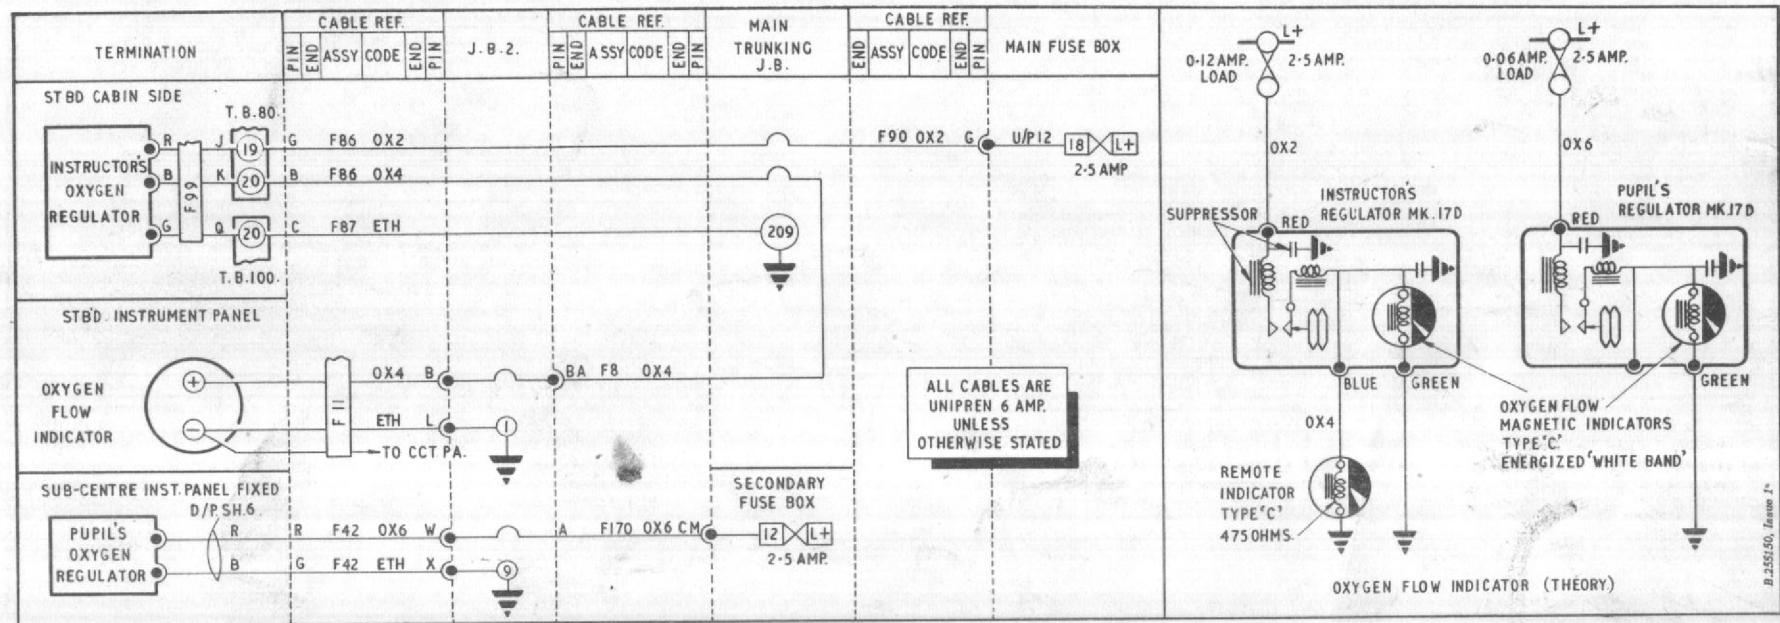 TERMINATION
CABLE REF.
PIN END ASSY CODE END PIN
J.B.2.
CABLE REF.
PIN END ASSY CODE END PIN
MAIN
TRUNKING
J.B.
CABLE REF.
END ASSY CODE END PIN
MAIN FUSE BOX
STBD CABIN SIDE
T.B.80.
INSTRUCTOR'S
OXYGEN
REGULATOR
R J 19 G F86 OX2
F90 OX2 G U/P12 18 L+
2·5 AMP
B K 20 B F86 OX4
F99
G Q 20 C F87 ETH 209
T.B.100.
STB'D. INSTRUMENT PANEL
OXYGEN
FLOW
INDICATOR
+
−
F 11
OX4 B BA F8 OX4
ETH L 1
TO CCT. PA.
ALL CABLES ARE
UNIPREN 6 AMP.
UNLESS
OTHERWISE STATED
SUB-CENTRE INST. PANEL FIXED
D/P. SH.6
PUPIL'S
OXYGEN
REGULATOR
R R F42 OX6 W A F170 OX6 CM
B G F42 ETH X 9
SECONDARY
FUSE BOX
12 L+
2·5 AMP.
L+
0·12 AMP.
LOAD
2·5 AMP.
OX2
L+
0·06 AMP.
LOAD
2·5 AMP.
OX6
SUPPRESSOR
RED
INSTRUCTOR'S
REGULATOR MK.17D
RED
PUPIL'S
REGULATOR MK.17D
BLUE
GREEN
GREEN
OX4
OXYGEN FLOW
MAGNETIC INDICATORS
TYPE 'C'
ENERGIZED 'WHITE BAND'
REMOTE
INDICATOR
TYPE 'C'
475 OHMS
OXYGEN FLOW INDICATOR (THEORY)
B.255150, Issue 1